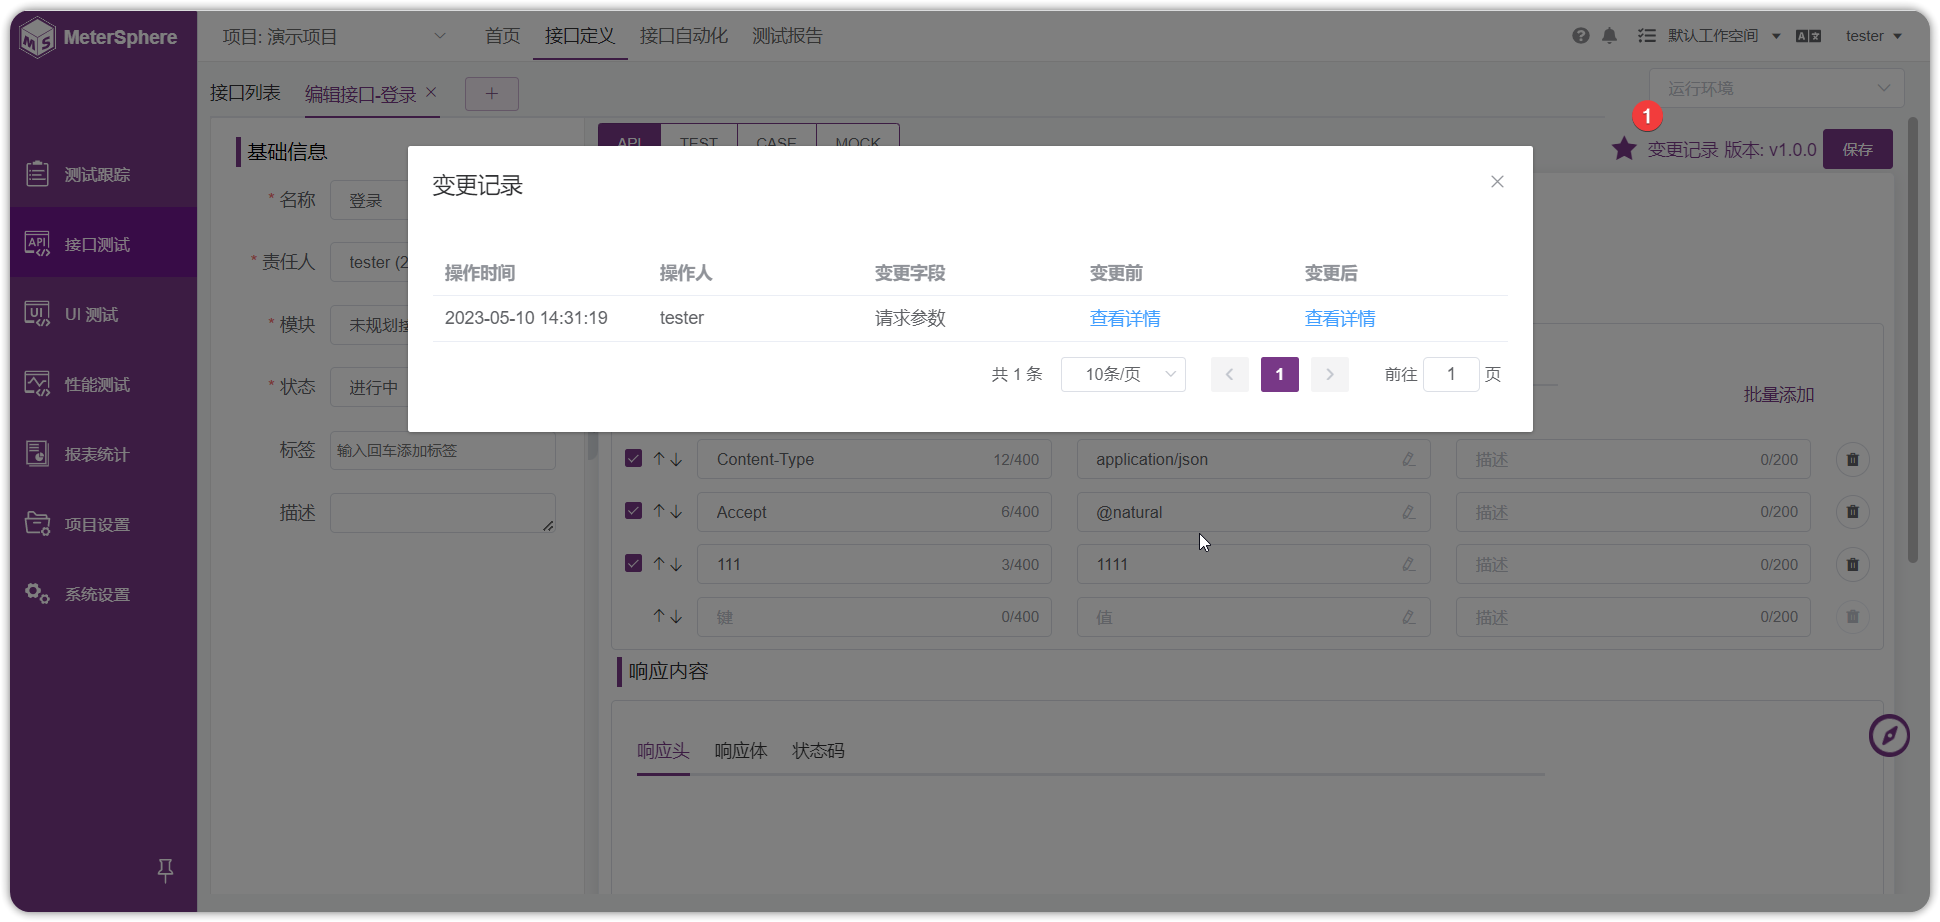 MeterSphere
项目: 演示项目
首页 接口定义 接口自动化 测试报告
默认工作空间
tester
接口列表 编辑接口-登录
运行环境
1
API TEST CASE MOCK
变更记录 版本: v1.0.0 保存
测试跟踪
接口测试
UI 测试
性能测试
报表统计
项目设置
系统设置
基础信息
* 名称 登录
* 责任人 tester (2
* 模块
* 状态 进行中
标签 输入回车添加标签
描述
变更记录
操作时间 操作人 变更字段 变更前 变更后
2023-05-10 14:31:19 tester 请求参数 查看详情 查看详情
共 1 条 10条/页 1 前往 1 页
批量添加
Content-Type 12/400 application/json 描述 0/200
Accept 6/400 @natural 描述 0/200
111 3/400 1111 描述 0/200
键 0/400 值 描述 0/200
响应内容
响应头 响应体 状态码